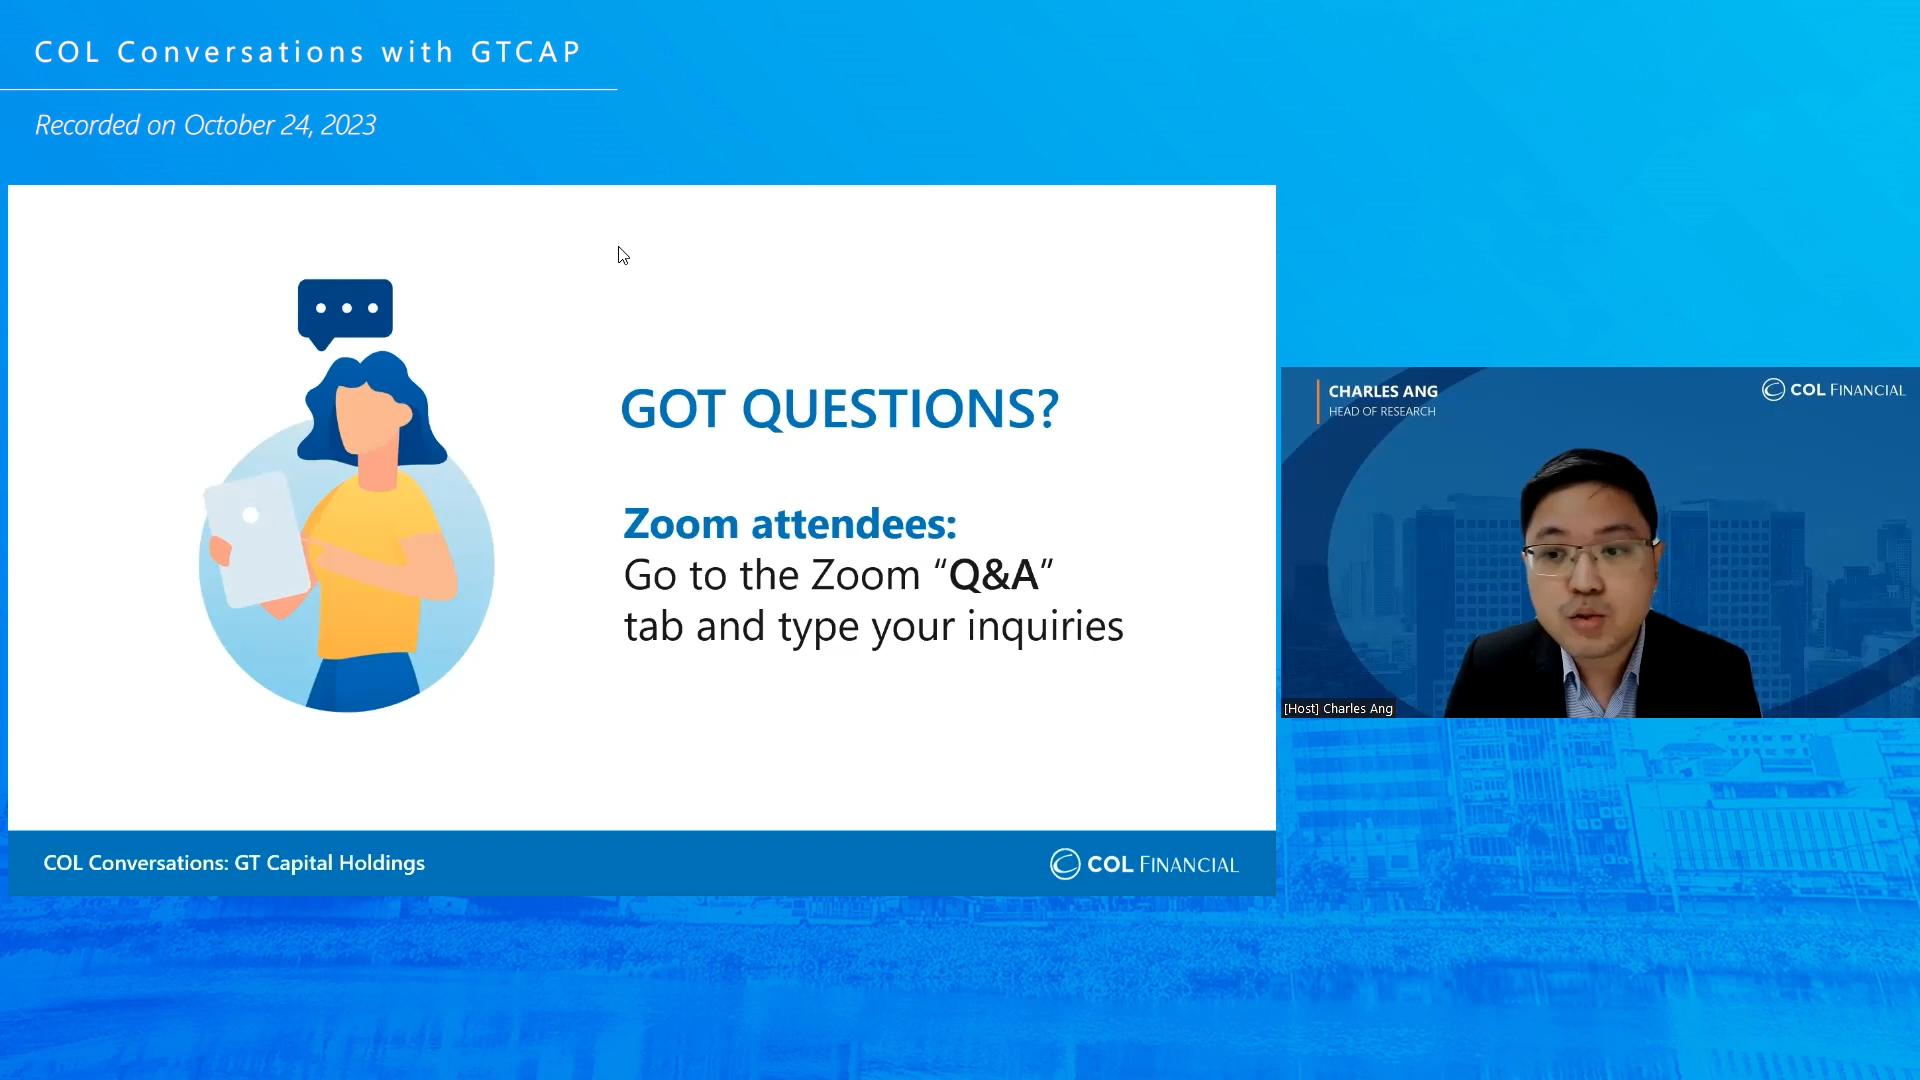 COL Conversations with GTCAP
Recorded on October 24, 2023
GOT QUESTIONS?
Zoom attendees:
Go to the Zoom “Q&A”
tab and type your inquiries
COL Conversations: GT Capital Holdings
COL FINANCIAL
CHARLES ANG
HEAD OF RESEARCH
COL FINANCIAL
[Host] Charles Ang